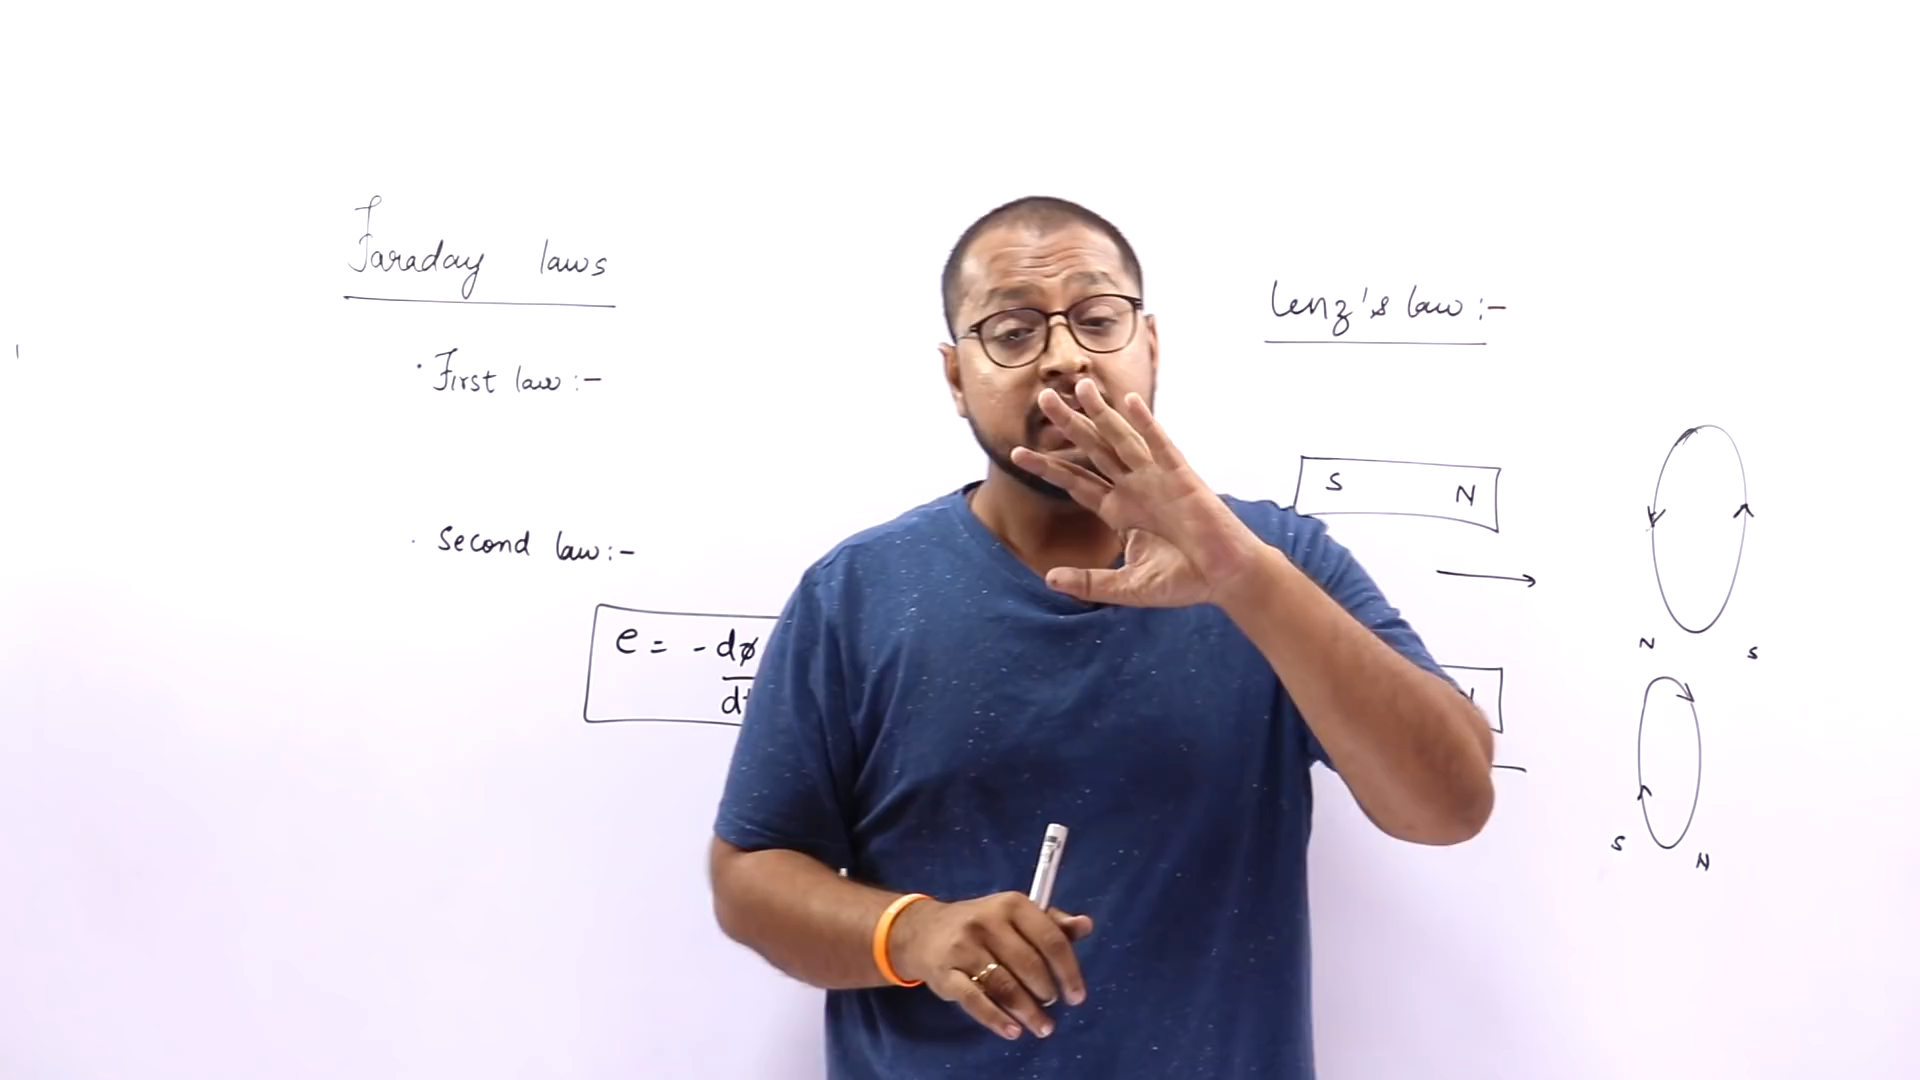 Faraday laws
· First law :-
· Second law :-
e = - dφ
d
Lenz's law :-
S N
N S
S N